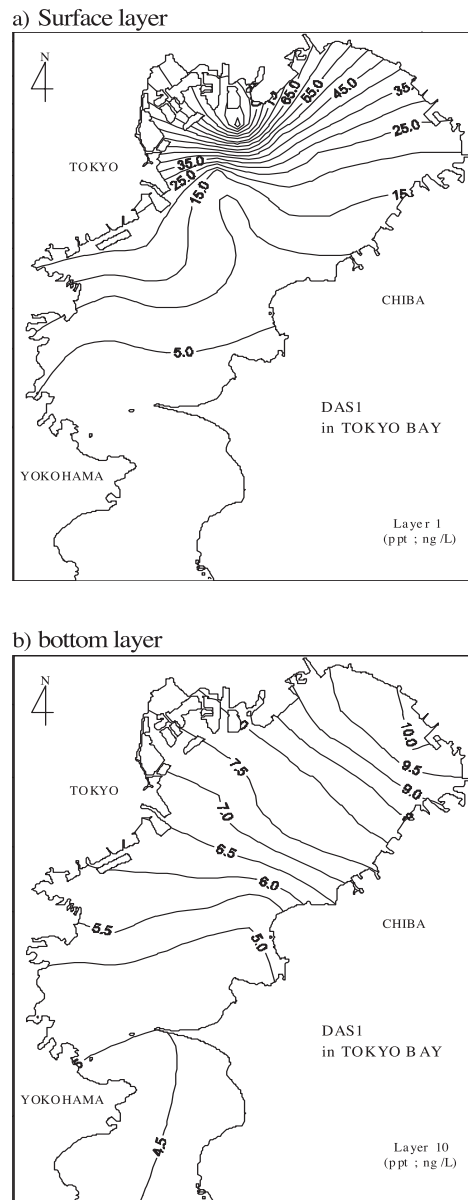 a) Surface layer
N
65.0
55.0
45.0
35.
25.0
TOKYO
35.0
25.0
15.0
15.
CHIBA
5.0
DAS1
in TOKYO BAY
YOKOHAMA
Layer 1
(ppt ; ng/L)
b) bottom layer
N
10.0
7.5
9.5
TOKYO
9.0
7.0
6.5
6.0
CHIBA
5.5
5.0
DAS1
in TOKYO BAY
YOKOHAMA
4.5
Layer 10
(ppt ; ng/L)